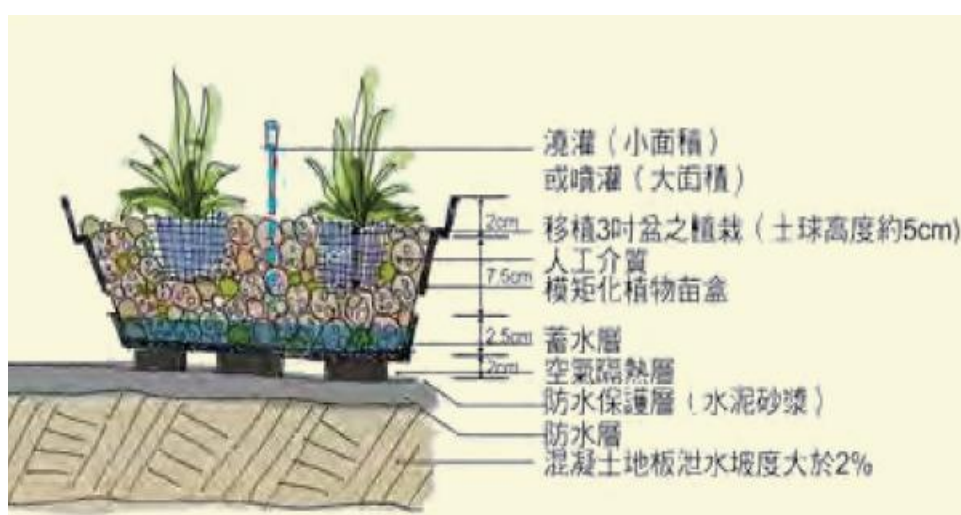 澆灌（小面積）
或噴灌（大面積）
2cm
移植3吋盆之植栽（土球高度約5cm）
人工介質
7.5cm
模矩化植物苗盒
2.5cm
蓄水層
2cm
空氣隔熱層
防水保護層（水泥砂漿）
防水層
混凝土地板泄水坡度大於2%